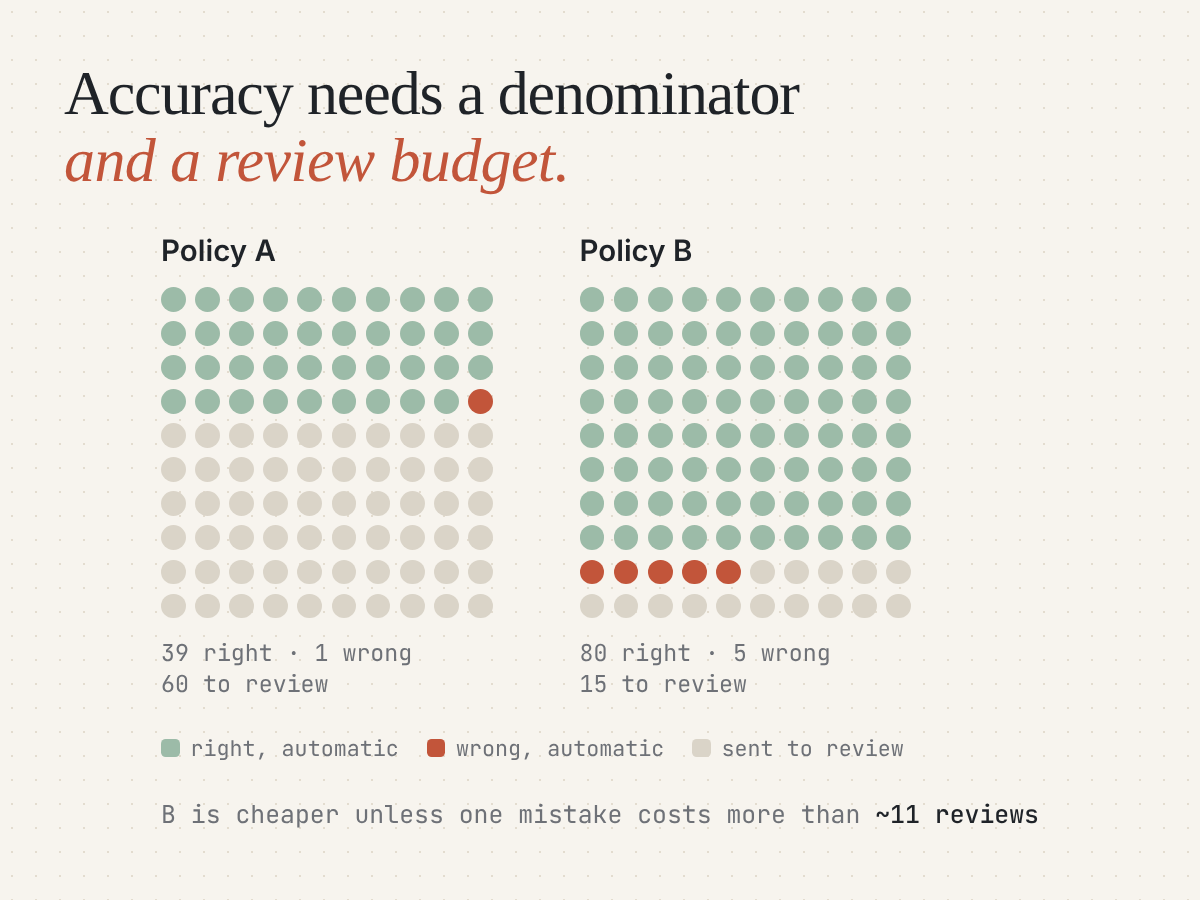 Accuracy needs a denominator
and a review budget.
Policy A
Policy B
39 right · 1 wrong
60 to review
80 right · 5 wrong
15 to review
right, automatic
wrong, automatic
sent to review
B is cheaper unless one mistake costs more than ~11 reviews